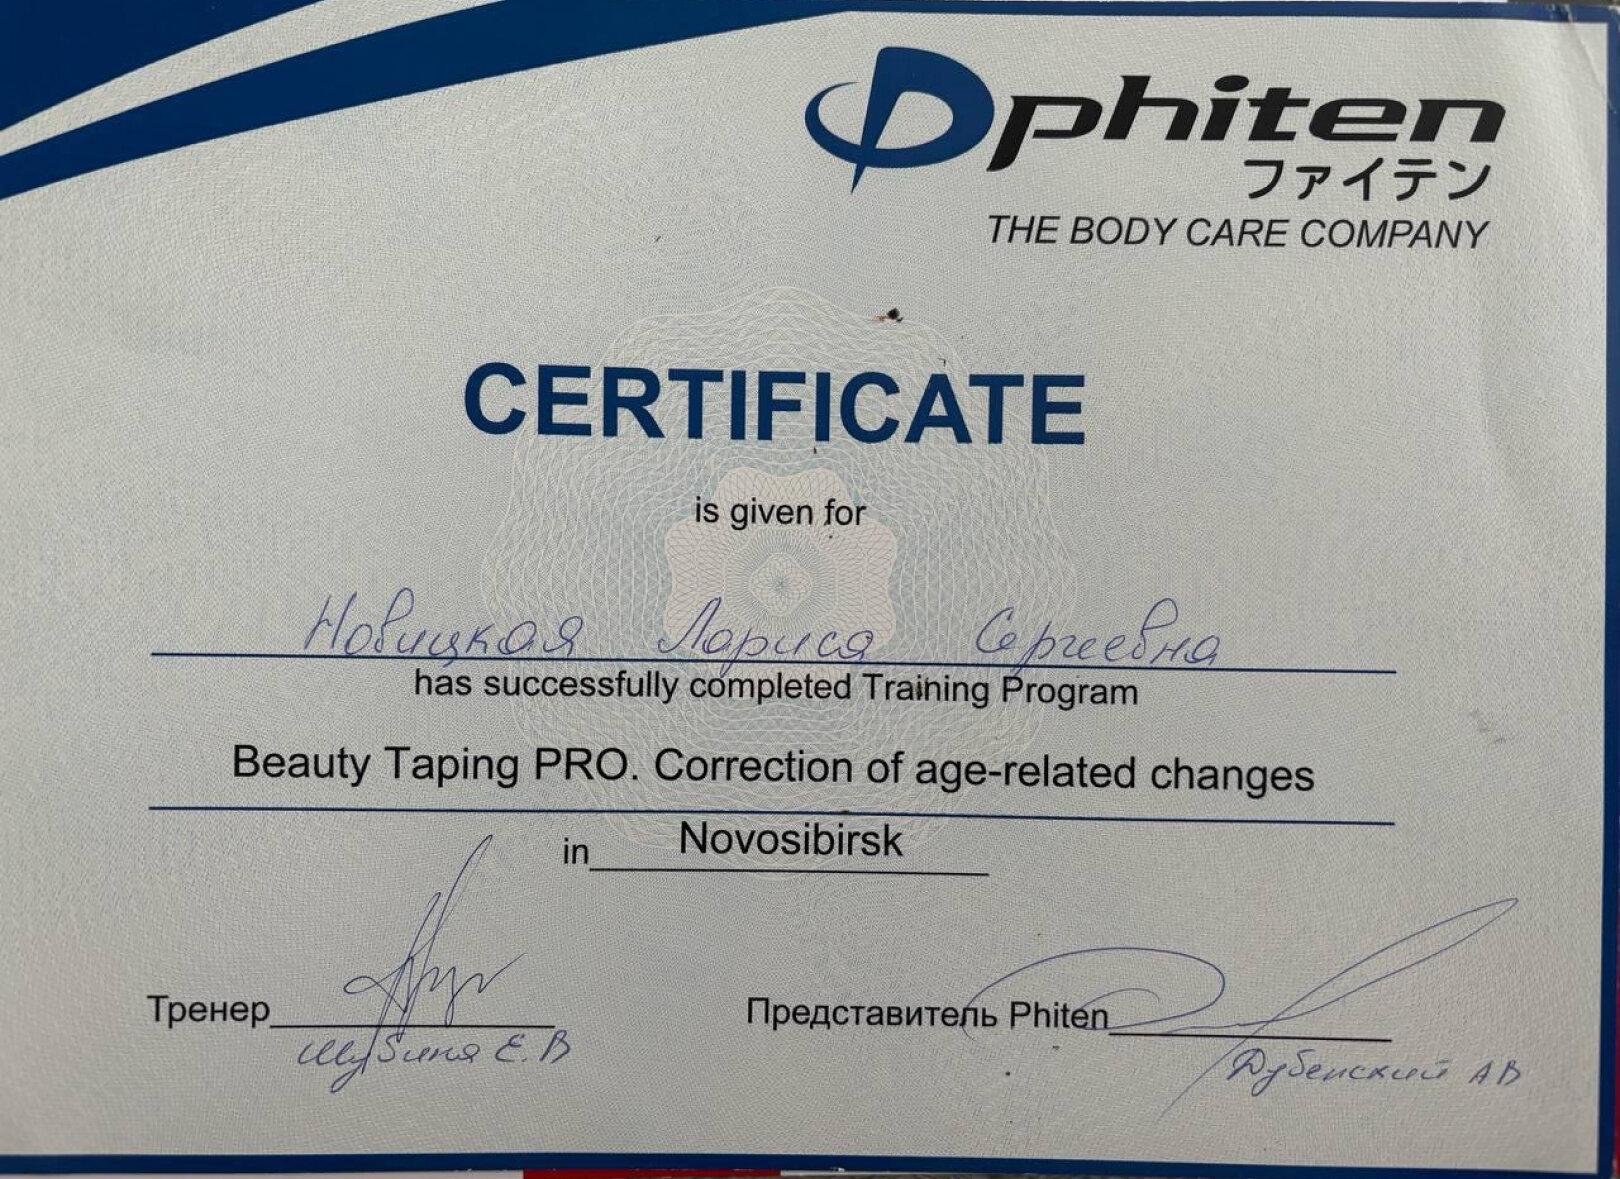 phiten
ファイテン
THE BODY CARE COMPANY
CERTIFICATE
is given for
Новицкая Лариса Сергеевна
has successfully completed Training Program
Beauty Taping PRO. Correction of age-related changes
in Novosibirsk
Тренер Представитель Phiten
Шубина Е.В Дубенский АВ